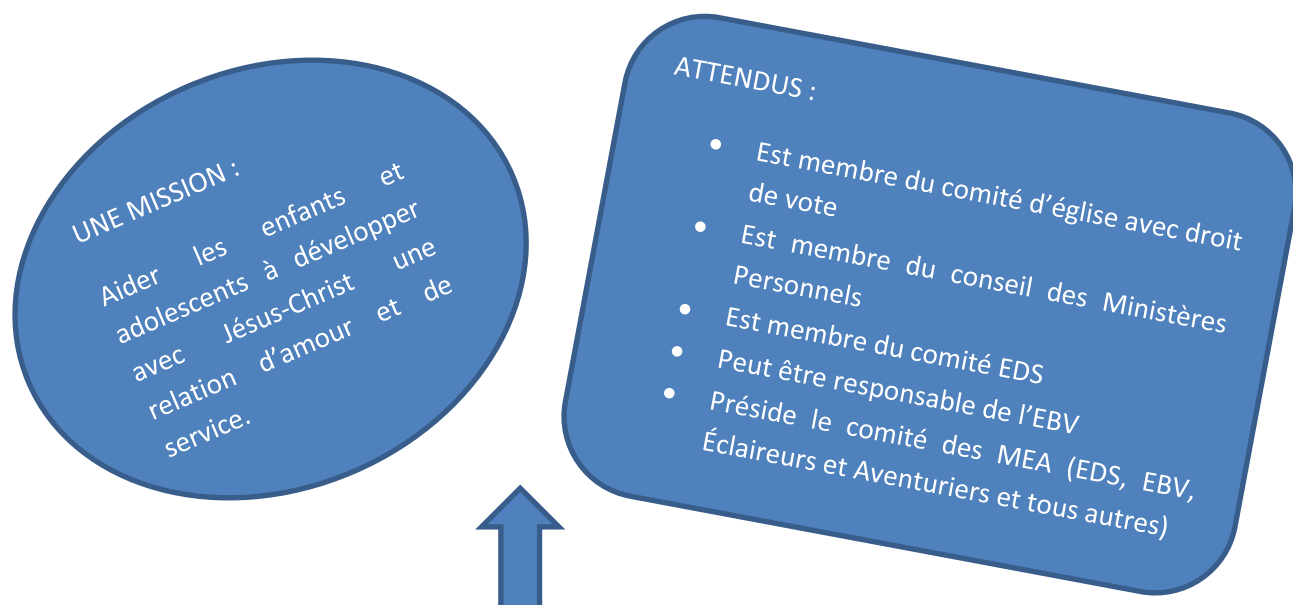 UNE MISSION :
Aider les enfants et
adolescents à développer
avec Jésus-Christ une
relation d’amour et de
service.
ATTENDUS :
• Est membre du comité d’église avec droit
de vote
• Est membre du conseil des Ministères
Personnels
• Est membre du comité EDS
• Peut être responsable de l’EBV
• Préside le comité des MEA (EDS, EBV,
Éclaireurs et Aventuriers et tous autres)